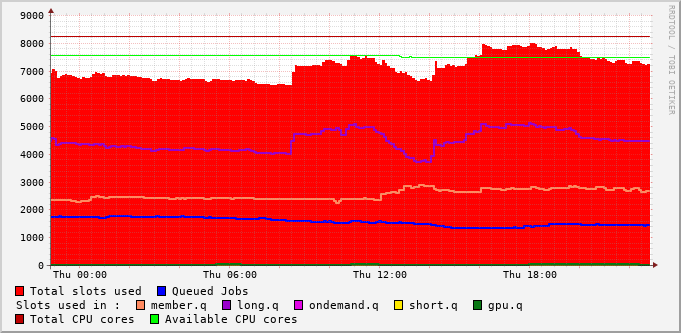 9000
8000
7000
6000
5000
4000
3000
2000
1000
0
Thu 00:00 Thu 06:00 Thu 12:00 Thu 18:00
RRDTOOL / TOBI OETIKER
Total slots used Queued Jobs
Slots used in : member.q long.q ondemand.q short.q gpu.q
Total CPU cores Available CPU cores